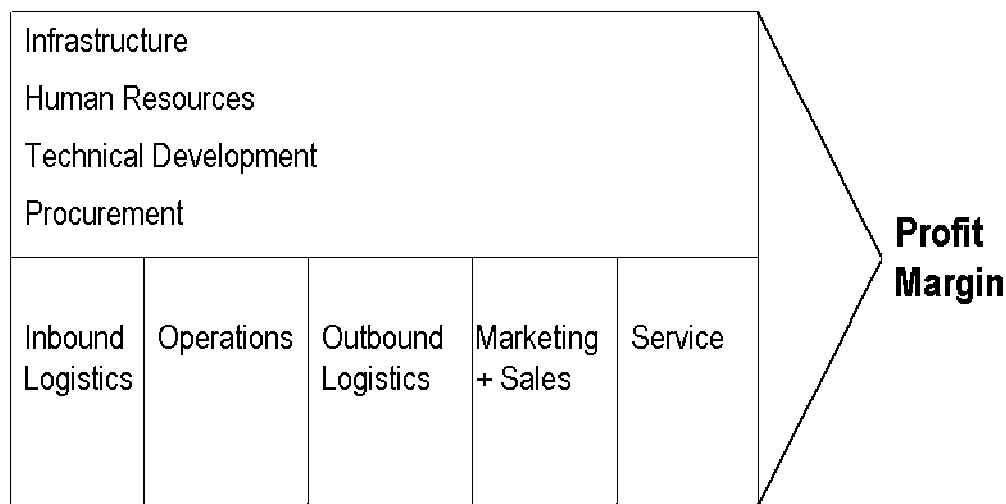 Infrastructure
Human Resources
Technical Development
Procurement
Profit
Margin
Inbound
Logistics
Operations
Outbound
Logistics
Marketing
+ Sales
Service